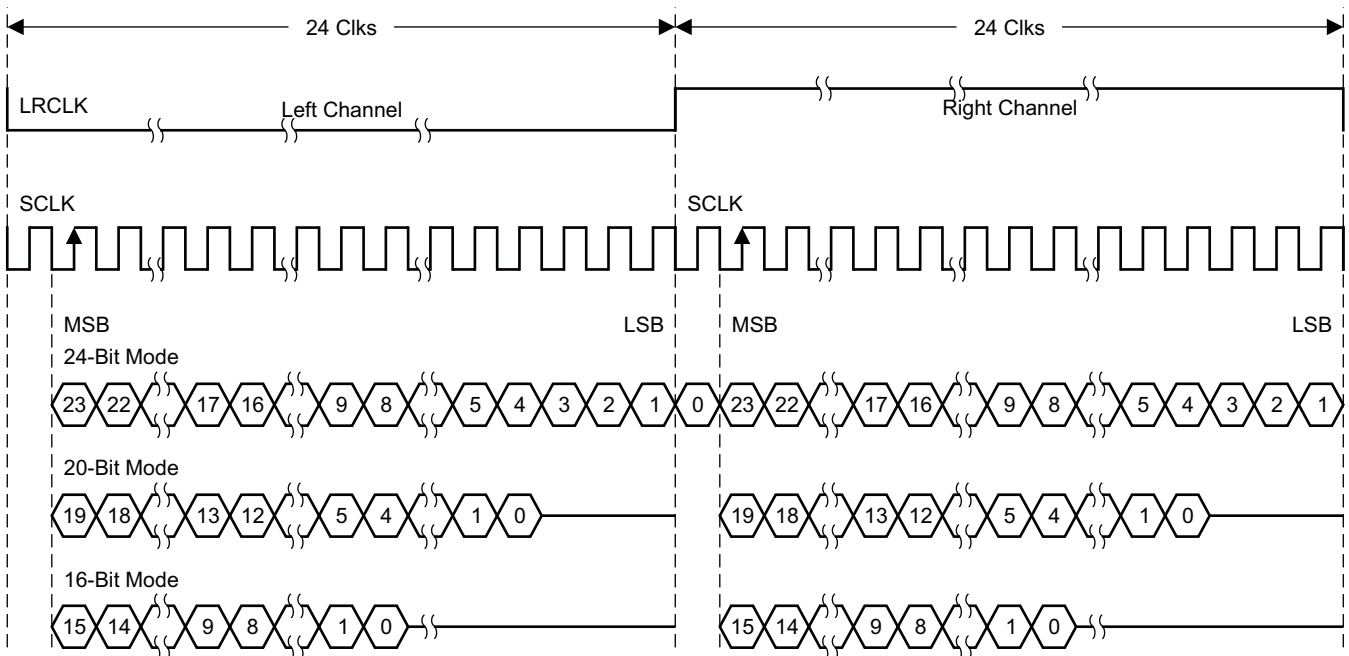 24 Clks 24 Clks
LRCLK Left Channel Right Channel
SCLK SCLK
MSB LSB MSB LSB
24-Bit Mode
23 22 17 16 9 8 5 4 3 2 1 0 23 22 17 16 9 8 5 4 3 2 1
20-Bit Mode
19 18 13 12 5 4 1 0 19 18 13 12 5 4 1 0
16-Bit Mode
15 14 9 8 1 0 15 14 9 8 1 0